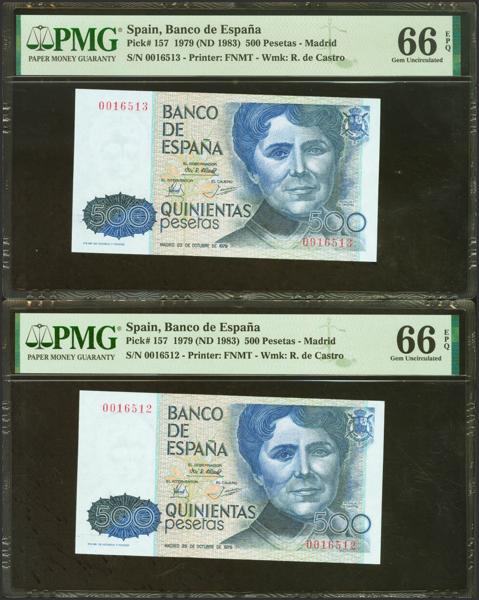 PMG
PAPER MONEY GUARANTY
Spain, Banco de España
Pick# 157 1979 (ND 1983) 500 Pesetas - Madrid
S/N 0016513 - Printer: FNMT - Wmk: R. de Castro
66 EPQ
Gem Uncirculated
0016513
BANCO
DE
ESPAÑA
EL GOBERNADOR
EL CAJERO
500
QUINIENTAS
pesetas
500
0016513
MADRID 23 DE OCTUBRE DE 1979
PMG
PAPER MONEY GUARANTY
Spain, Banco de España
Pick# 157 1979 (ND 1983) 500 Pesetas - Madrid
S/N 0016512 - Printer: FNMT - Wmk: R. de Castro
66 EPQ
Gem Uncirculated
0016512
BANCO
DE
ESPAÑA
EL GOBERNADOR
EL INTERVENTOR
EL CAJERO
500
QUINIENTAS
pesetas
500
0016512
MADRID 23 DE OCTUBRE DE 1979